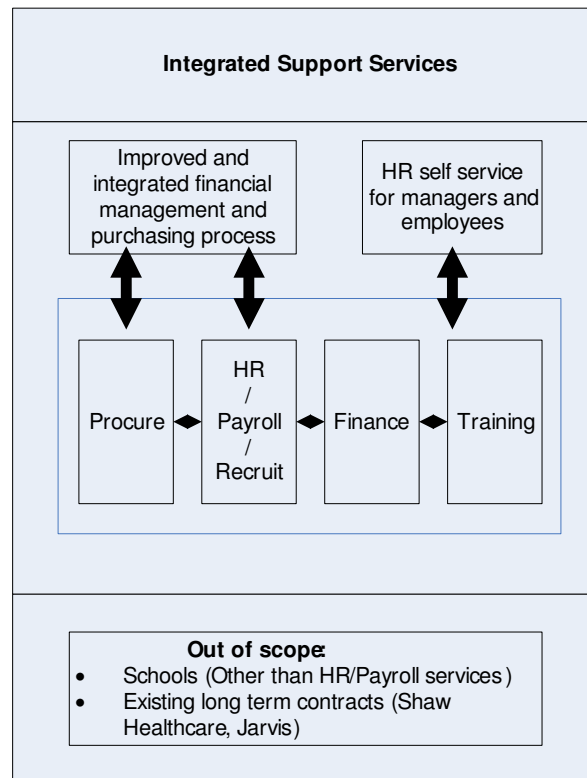 Integrated Support Services
Improved and
integrated financial
management and
purchasing process
HR self service
for managers and
employees
Procure
HR
/
Payroll
/
Recruit
Finance
Training
Out of scope:
• Schools (Other than HR/Payroll services)
• Existing long term contracts (Shaw
Healthcare, Jarvis)